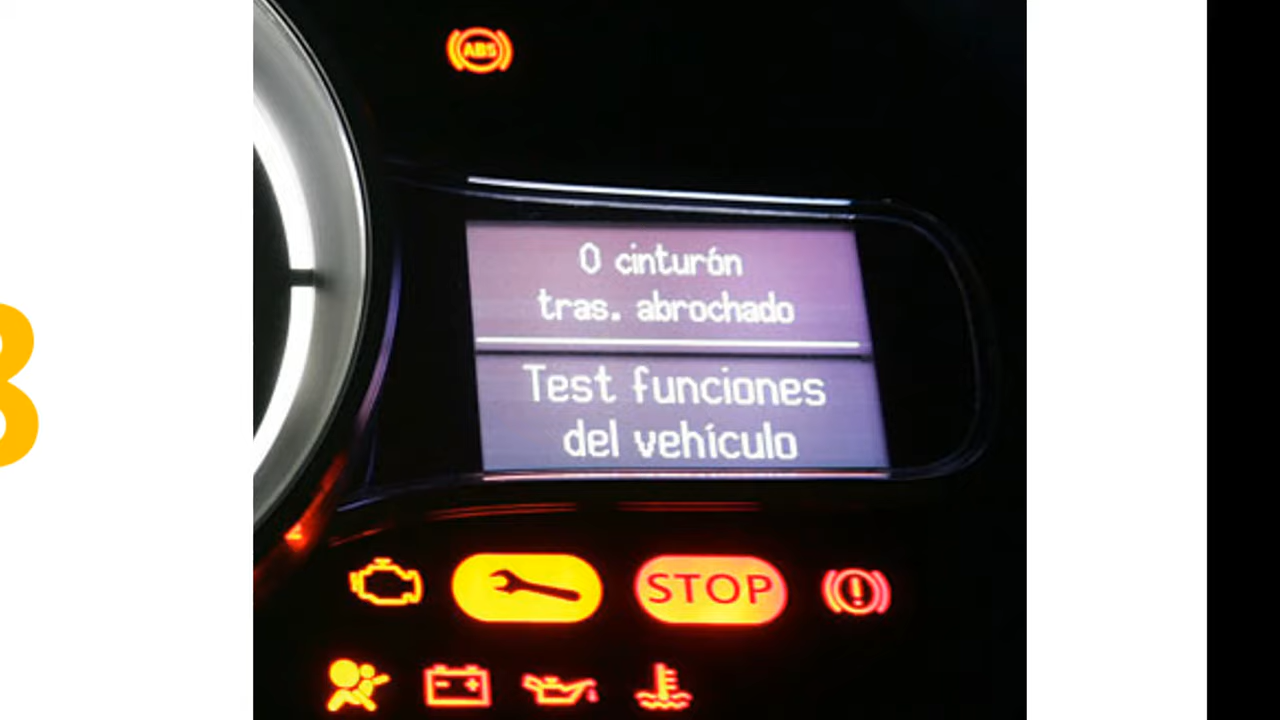 ABS
0 cinturón
tras. abrochado
Test funciones
del vehículo
STOP